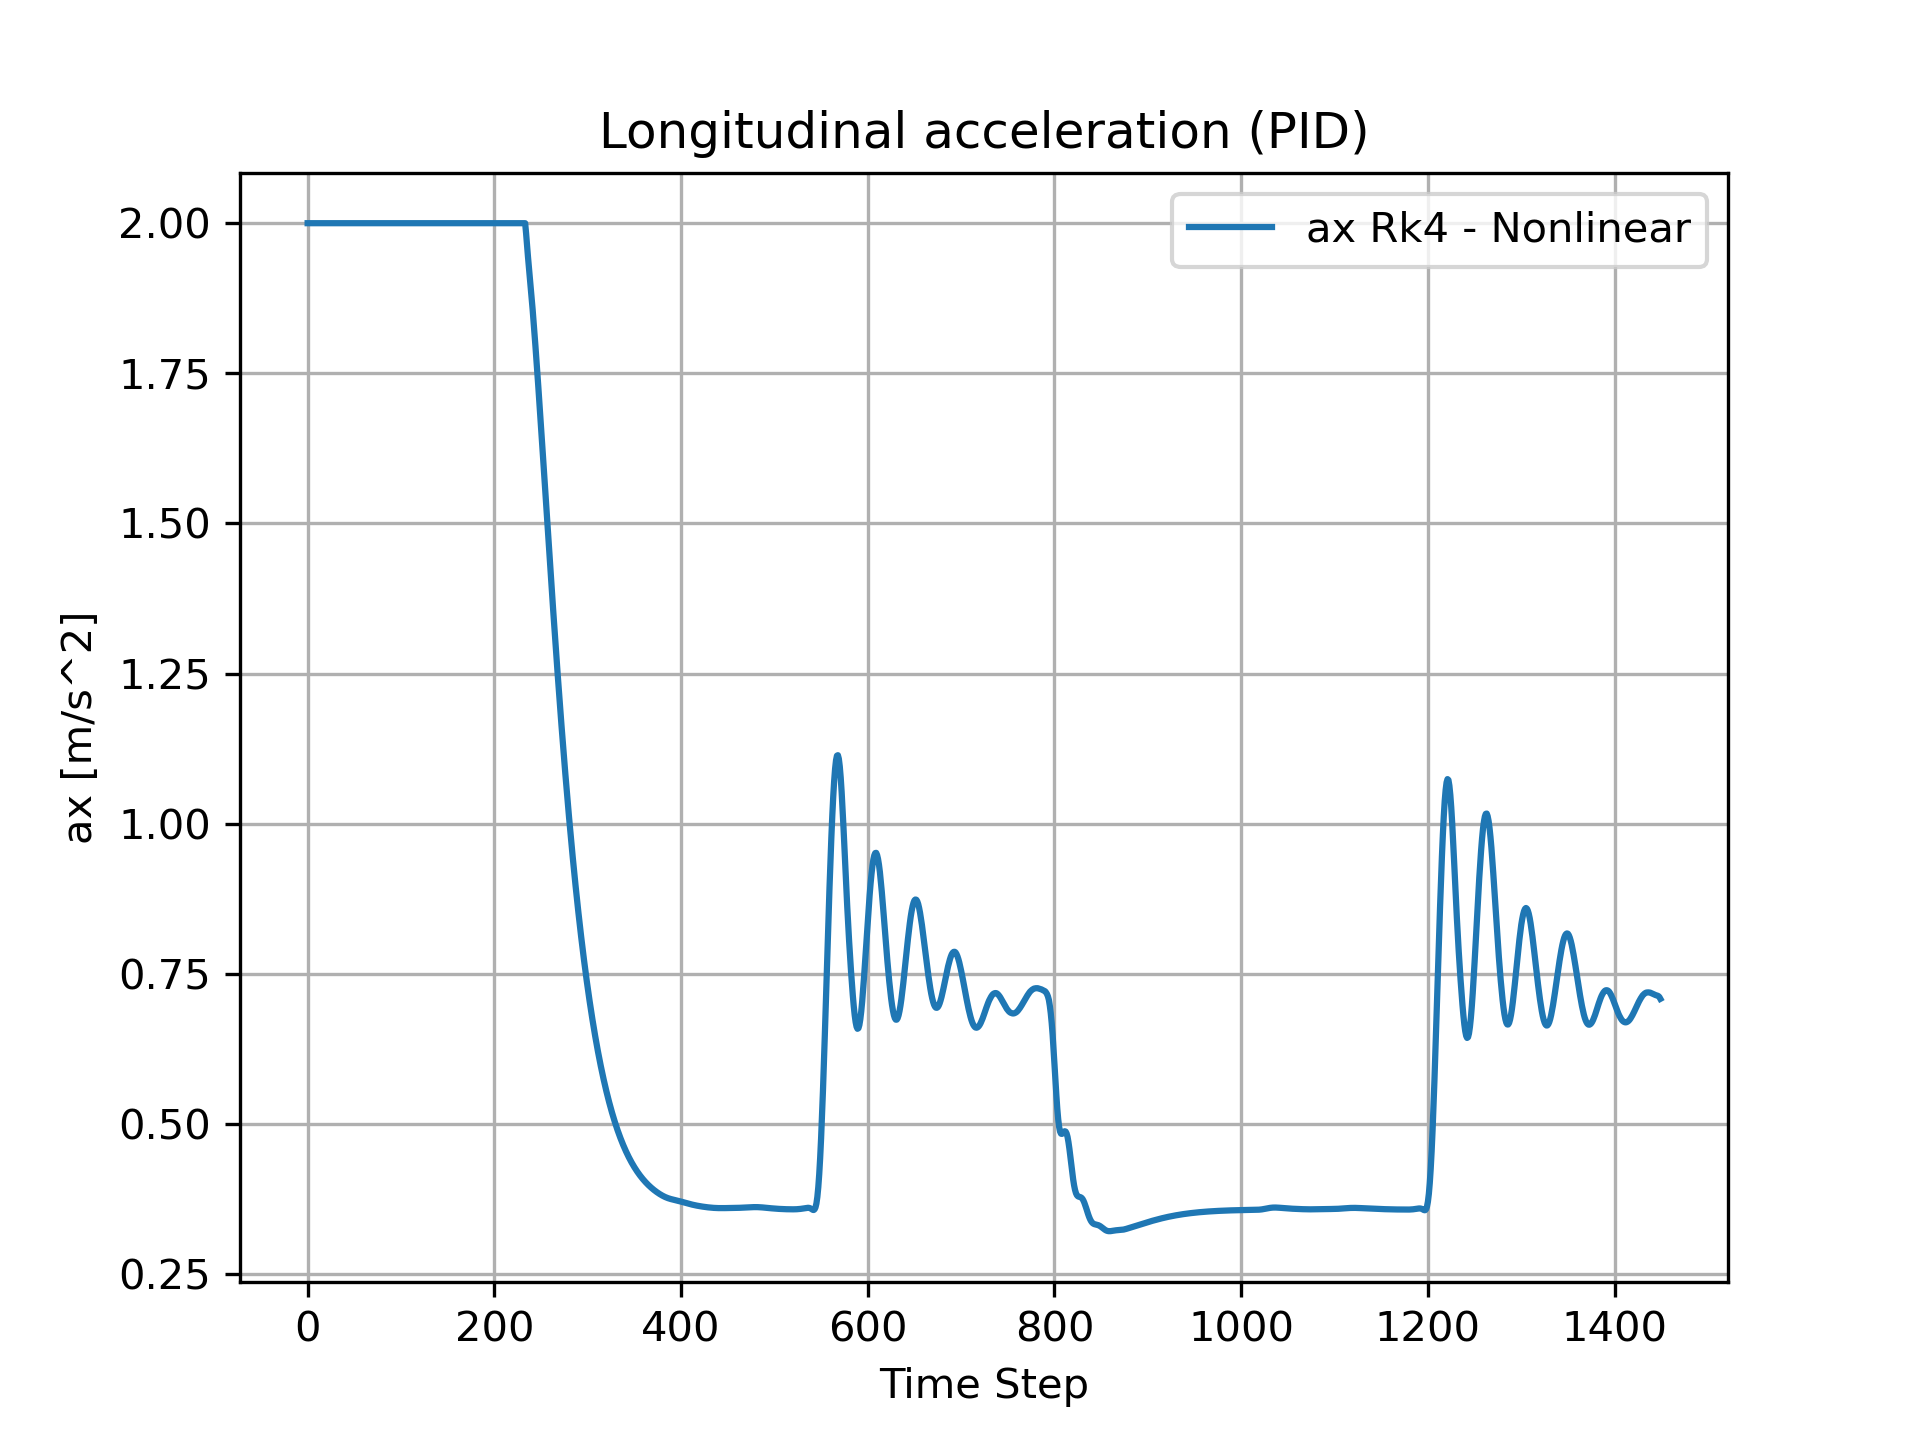 Longitudinal acceleration (PID)
ax Rk4 - Nonlinear
2.00
1.75
1.50
1.25
1.00
0.75
0.50
0.25
ax [m/s^2]
0 200 400 600 800 1000 1200 1400
Time Step